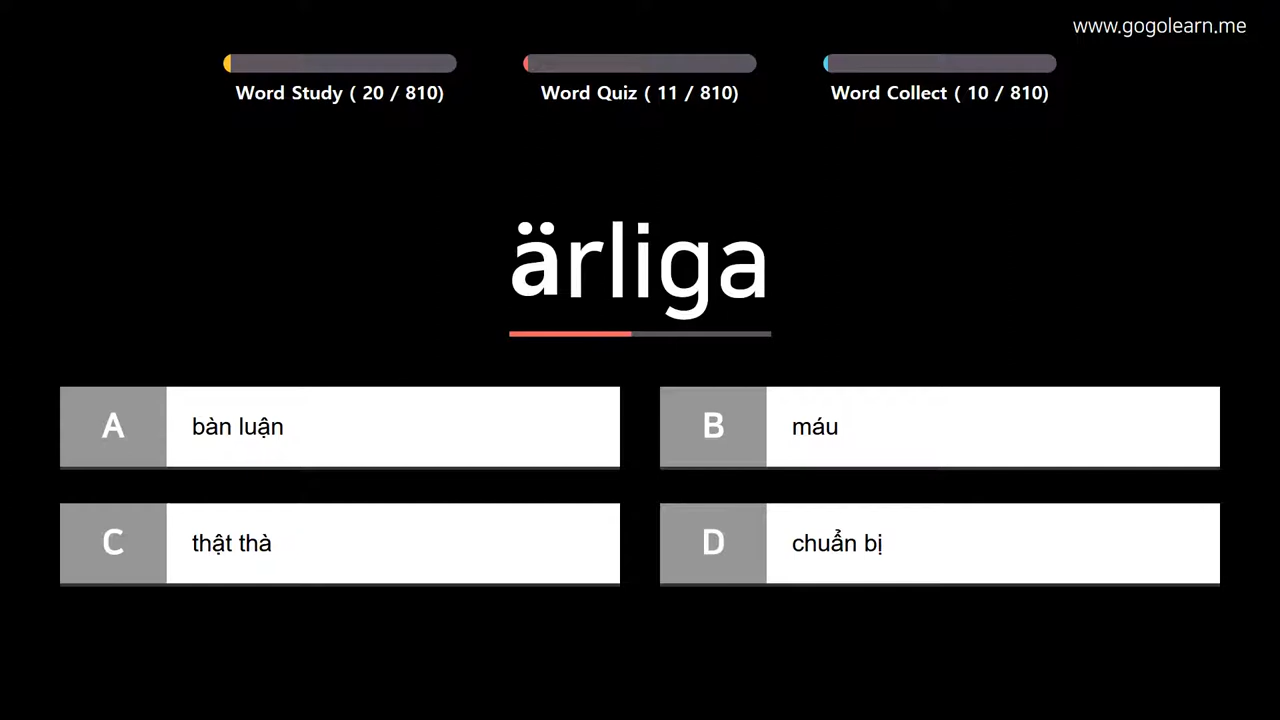 www.gogolearn.me
Word Study ( 20 / 810)
Word Quiz ( 11 / 810)
Word Collect ( 10 / 810)
ärliga
A bàn luận
B máu
C thật thà
D chuẩn bị